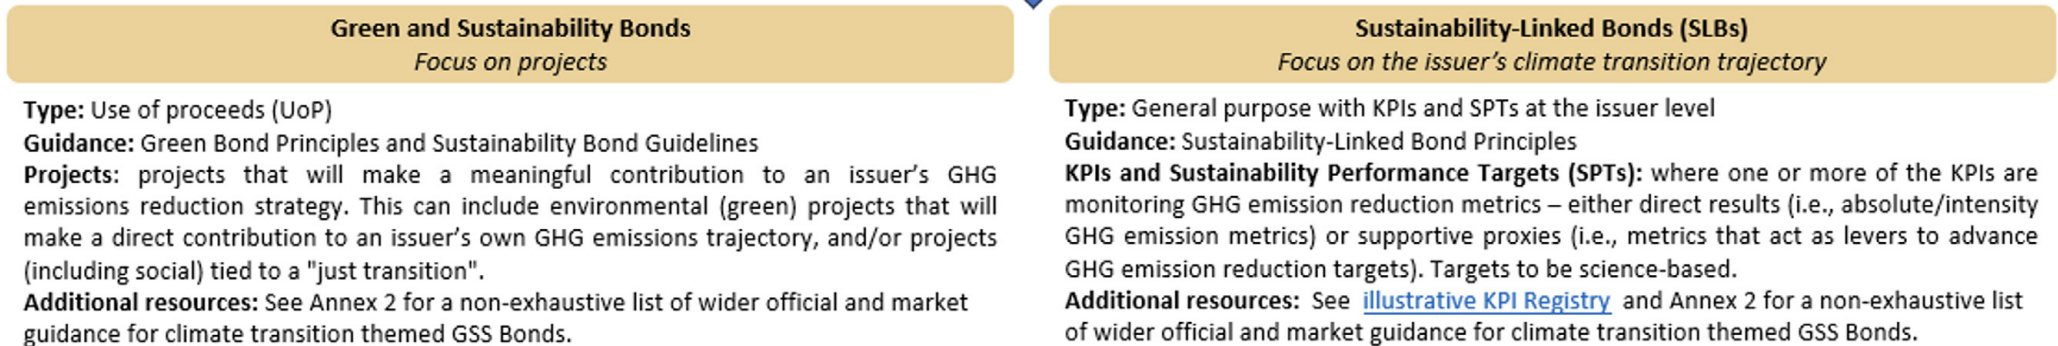 Green and Sustainability Bonds
Focus on projects
Type: Use of proceeds (UoP)
Guidance: Green Bond Principles and Sustainability Bond Guidelines
Projects: projects that will make a meaningful contribution to an issuer's GHG
emissions reduction strategy. This can include environmental (green) projects that will
make a direct contribution to an issuer's own GHG emissions trajectory, and/or projects
(including social) tied to a "just transition".
Additional resources: See Annex 2 for a non-exhaustive list of wider official and market
guidance for climate transition themed GSS Bonds.
Sustainability-Linked Bonds (SLBs)
Focus on the issuer's climate transition trajectory
Type: General purpose with KPIs and SPTs at the issuer level
Guidance: Sustainability-Linked Bond Principles
KPIs and Sustainability Performance Targets (SPTs): where one or more of the KPIs are
monitoring GHG emission reduction metrics – either direct results (i.e., absolute/intensity
GHG emission metrics) or supportive proxies (i.e., metrics that act as levers to advance
GHG emission reduction targets). Targets to be science-based.
Additional resources: See illustrative KPI Registry and Annex 2 for a non-exhaustive list
of wider official and market guidance for climate transition themed GSS Bonds.